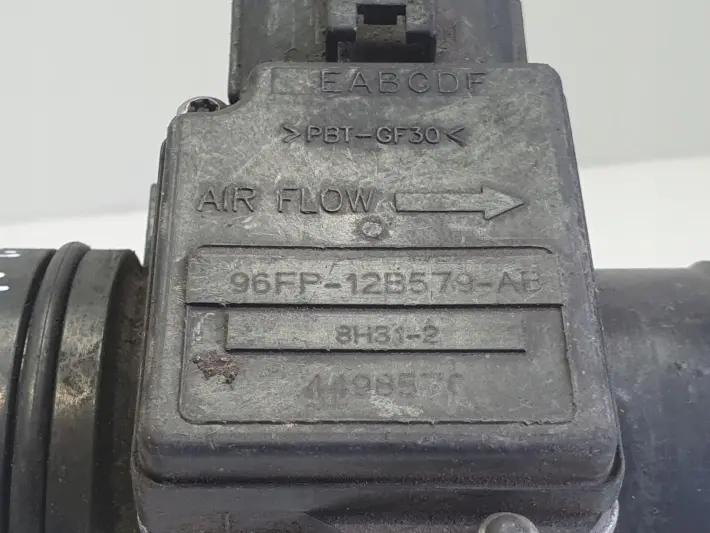 EABCDF
>PBT-GF30<
AIR FLOW
96FP-12B579-AB
8H31-2